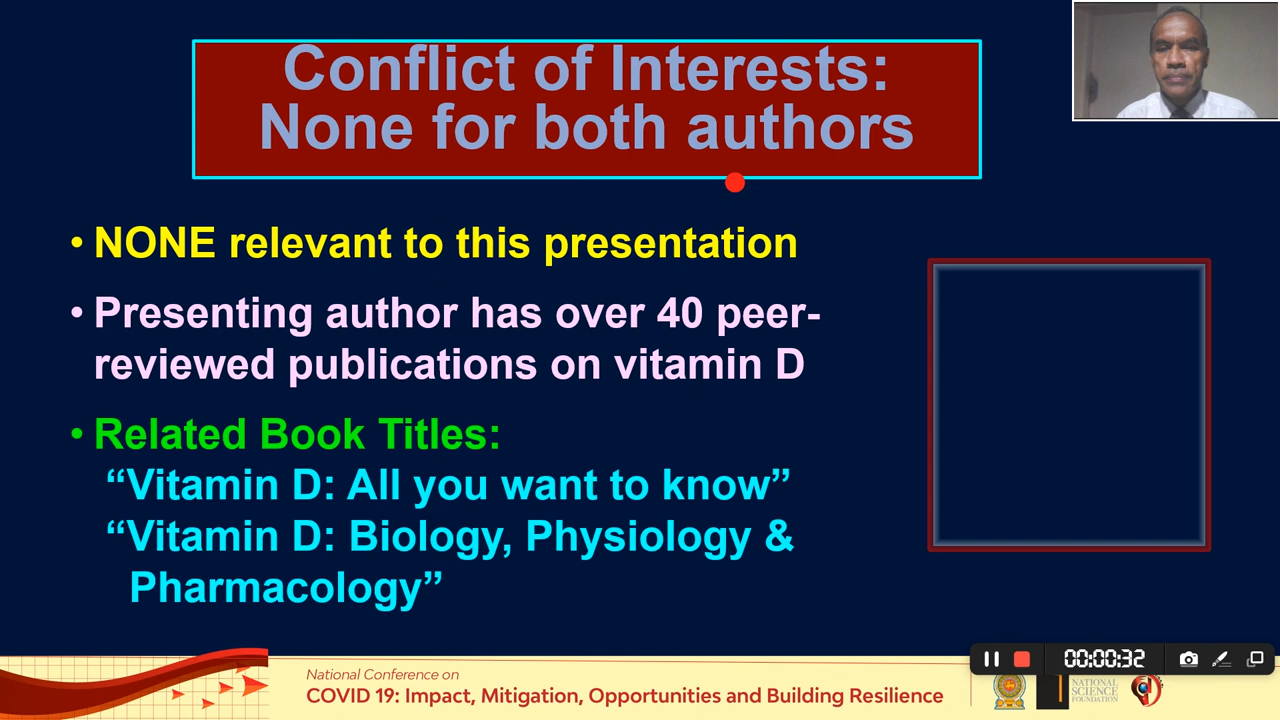 Conflict of Interests:
None for both authors
• NONE relevant to this presentation
• Presenting author has over 40 peer-
reviewed publications on vitamin D
• Related Book Titles:
“Vitamin D: All you want to know”
“Vitamin D: Biology, Physiology &
Pharmacology”
National Conference on
COVID 19: Impact, Mitigation, Opportunities and Building Resilience
00:00:32
NATIONAL
SCIENCE
FOUNDATION